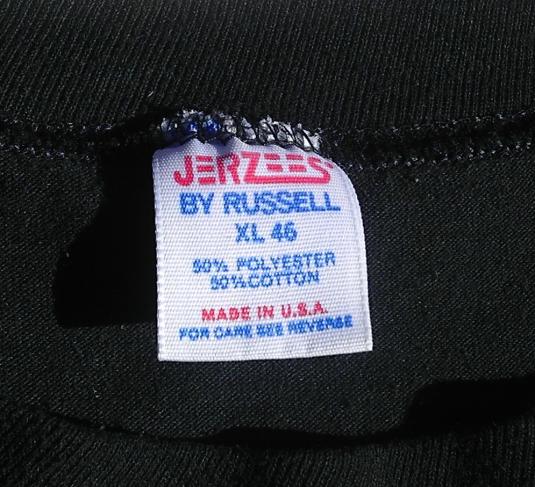 JERZEES
BY RUSSELL
XL 46
50% POLYESTER
50% COTTON
MADE IN U.S.A.
FOR CARE SEE REVERSE